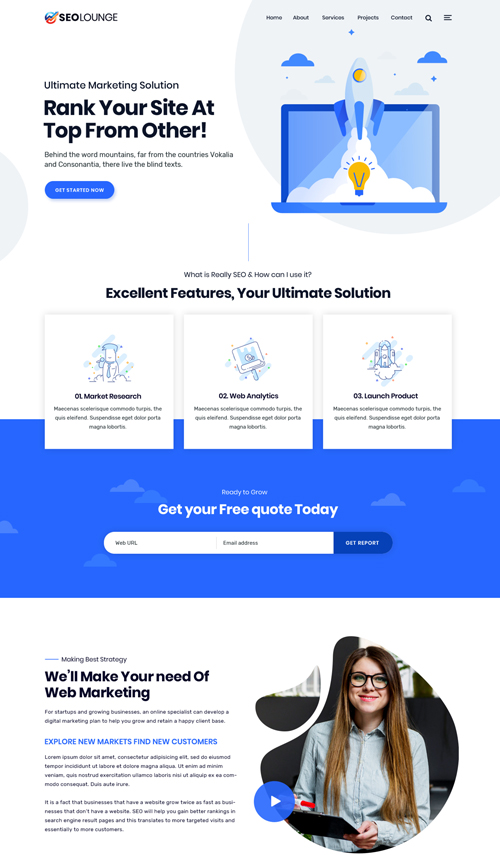 SEOLOUNGE
Home About Services Projects Contact
Ultimate Marketing Solution
Rank Your Site At
Top From Other!
Behind the word mountains, far from the countries Vokalia
and Consonantia, there live the blind texts.
GET STARTED NOW
What is Really SEO & How can I use it?
Excellent Features, Your Ultimate Solution
01. Market Research
Maecenas scelerisque commodo turpis, the
quis eleifend. Suspendisse eget dolor porta
magna lobortis.
02. Web Analytics
Maecenas scelerisque commodo turpis, the
quis eleifend. Suspendisse eget dolor porta
magna lobortis.
03. Launch Product
Maecenas scelerisque commodo turpis, the
quis eleifend. Suspendisse eget dolor porta
magna lobortis.
Ready to Grow
Get your Free quote Today
Web URL
Email address
GET REPORT
Making Best Strategy
We'll Make Your need Of
Web Marketing
For startups and growing businesses, an online specialist can develop a
digital marketing plan to help you grow and retain a happy client base.
EXPLORE NEW MARKETS FIND NEW CUSTOMERS
Lorem ipsum dolor sit amet, consectetur adipisicing elit, sed do eiusmod
tempor incididunt ut labore et dolore magna aliqua. Ut enim ad minim
veniam, quis nostrud exercitation ullamco laboris nisi ut aliquip ex ea com-
modo consequat. Duis aute irure.
It is a fact that businesses that have a website grow twice as fast as busi-
nesses that don't have a website. SEO will help you gain better rankings in
search engine result pages and this translates to more targeted visits and
essentially to more customers.